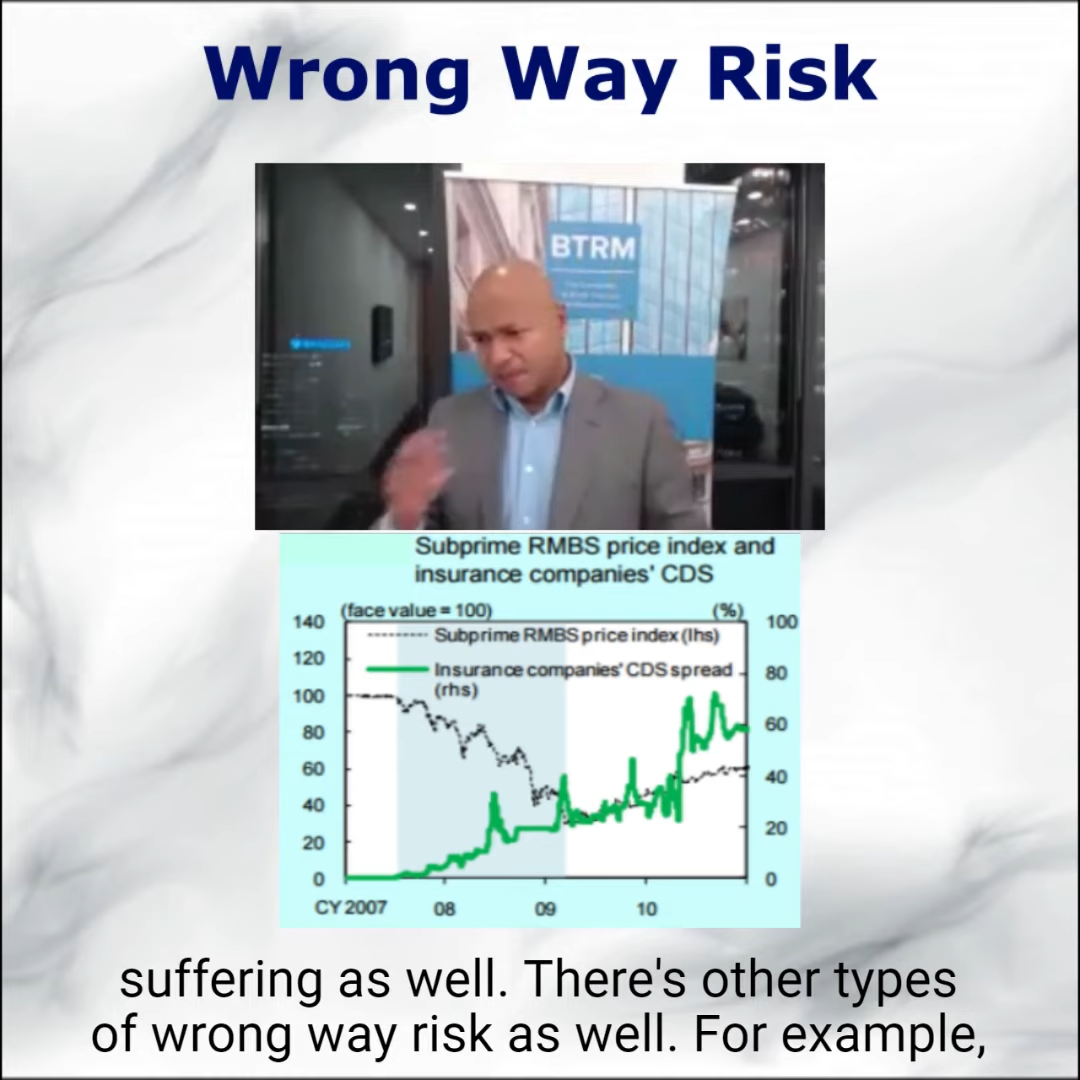 Wrong Way Risk
BTRM
Subprime RMBS price index and
insurance companies' CDS
(face value = 100)
(%)
140
120
100
80
60
40
20
0
Subprime RMBS price index (lhs)
Insurance companies' CDS spread
(rhs)
100
80
60
40
20
0
CY 2007
08
09
10
suffering as well. There's other types
of wrong way risk as well. For example,